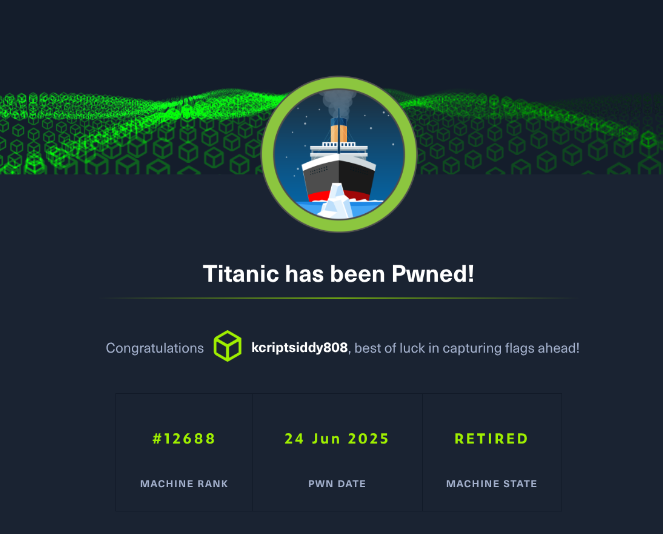 Titanic has been Pwned!
Congratulations kcriptsiddy808, best of luck in capturing flags ahead!
#12688 24 Jun 2025 RETIRED
MACHINE RANK PWN DATE MACHINE STATE